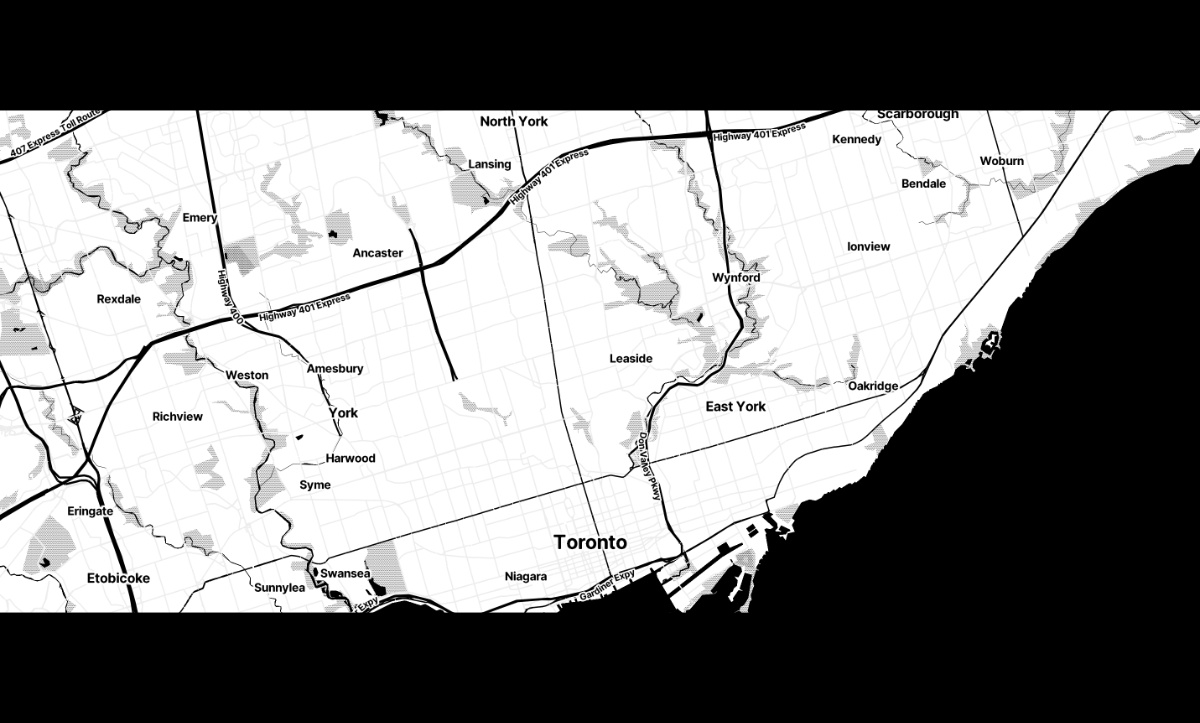 407 Express Toll Route
North York
Scarborough
Highway 401 Express
Kennedy
Lansing
Highway 401 Express
Woburn
Bendale
Emery
Ionview
Ancaster
Wynford
Rexdale
Highway 400
Highway 401 Express
Leaside
Amesbury
Weston
Oakridge
East York
Richview
York
Harwood
Don Valley Pkwy
Syme
Eringate
Toronto
Etobicoke
Swansea
Niagara
Gardiner Expy
Sunnylea
Expy